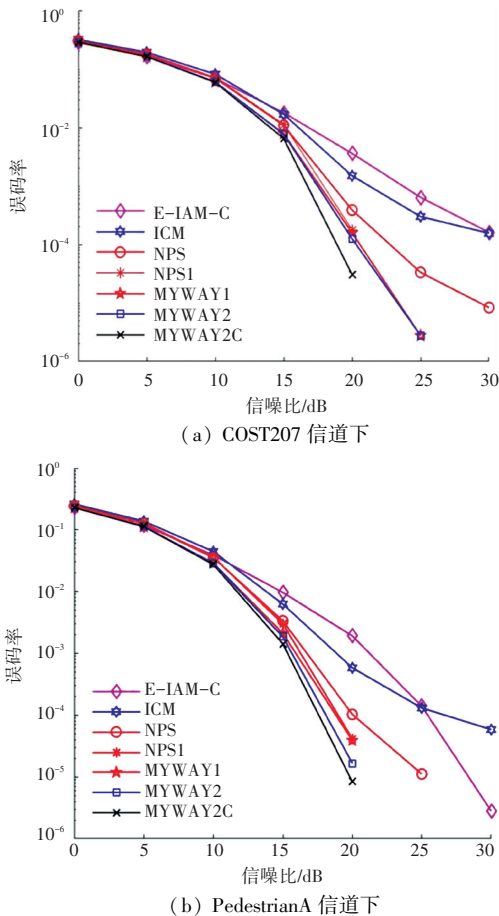 10⁰
10⁻²
10⁻⁴
10⁻⁶
误码率
E-IAM-C
ICM
NPS
NPS1
MYWAY1
MYWAY2
MYWAY2C
0 5 10 15 20 25 30
信噪比/dB
(a) COST207 信道下
10⁰
10⁻¹
10⁻²
10⁻³
10⁻⁴
10⁻⁵
10⁻⁶
误码率
E-IAM-C
ICM
NPS
NPS1
MYWAY1
MYWAY2
MYWAY2C
0 5 10 15 20 25 30
信噪比/dB
(b) PedestrianA 信道下